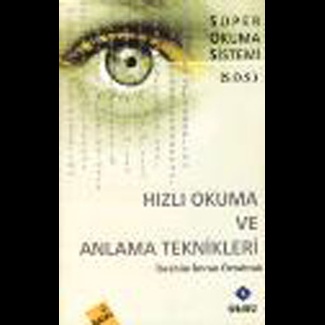 SÜPER
OKUMA
SİSTEMİ
(S.O.S.)
HIZLI OKUMA
VE
ANLAMA TEKNİKLERİ